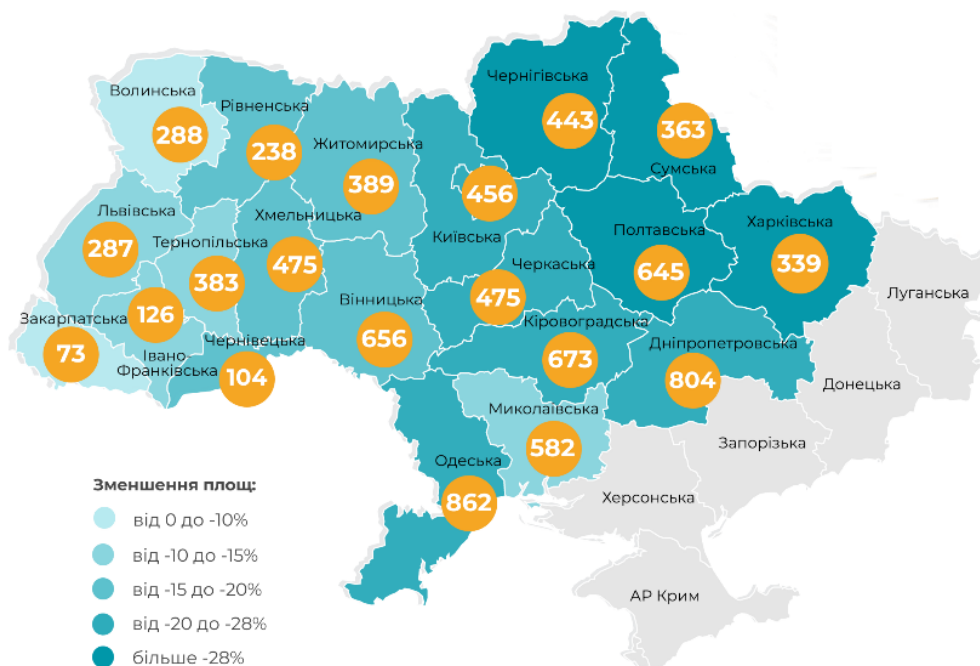 Волинська
288
Рівненська
238
Житомирська
389
Чернігівська
443
363
Сумська
456
Київська
Львівська
287
Тернопільська
383
Хмельницька
475
Вінницька
656
Черкаська
475
Полтавська
645
Харківська
339
Луганська
Закарпатська
73
126
Івано-
Франківська
Чернівецька
104
Кіровоградська
673
Дніпропетровська
804
Донецька
Миколаївська
582
Запорізька
Одеська
862
Херсонська
АР Крим
Зменшення площ:
від 0 до -10%
від -10 до -15%
від -15 до -20%
від -20 до -28%
більше -28%